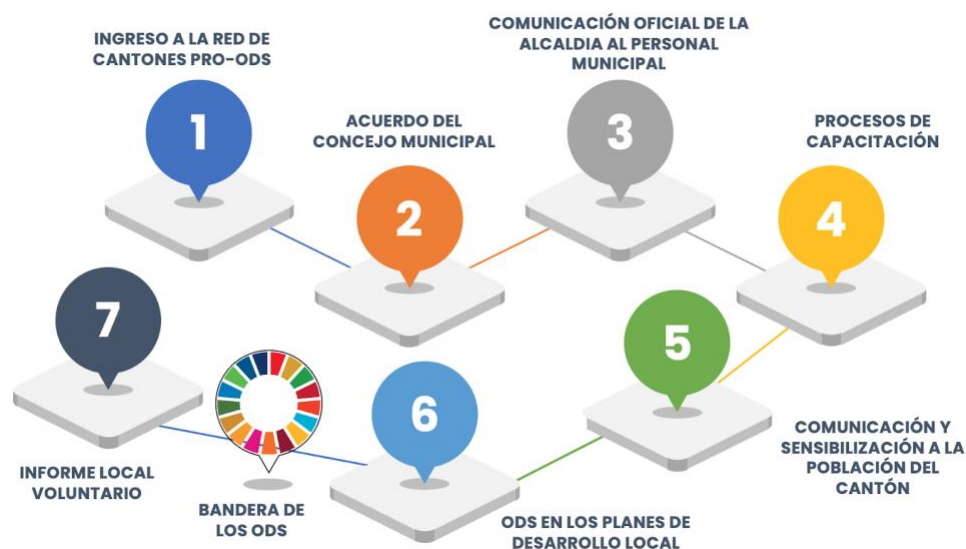 1
INGRESO A LA RED DE
CANTONES PRO-ODS
2
ACUERDO DEL
CONCEJO MUNICIPAL
3
COMUNICACIÓN OFICIAL DE LA
ALCALDIA AL PERSONAL
MUNICIPAL
4
PROCESOS DE
CAPACITACIÓN
5
COMUNICACIÓN Y
SENSIBILIZACIÓN A LA
POBLACIÓN DEL
CANTÓN
6
ODS EN LOS PLANES DE
DESARROLLO LOCAL
BANDERA DE
LOS ODS
7
INFORME LOCAL
VOLUNTARIO